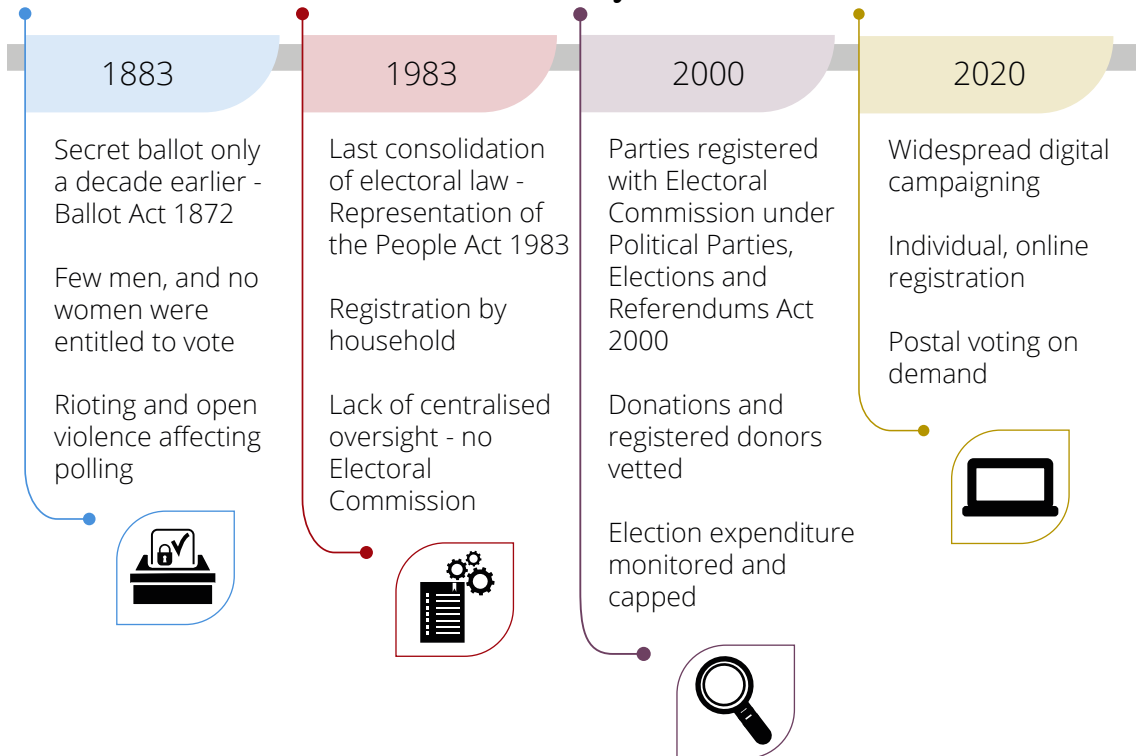 1883
Secret ballot only
a decade earlier -
Ballot Act 1872
Few men, and no
women were
entitled to vote
Rioting and open
violence affecting
polling
1983
Last consolidation
of electoral law -
Representation of
the People Act 1983
Registration by
household
Lack of centralised
oversight - no
Electoral
Commission
2000
Parties registered
with Electoral
Commission under
Political Parties,
Elections and
Referendums Act
2000
Donations and
registered donors
vetted
Election expenditure
monitored and
capped
2020
Widespread digital
campaigning
Individual, online
registration
Postal voting on
demand